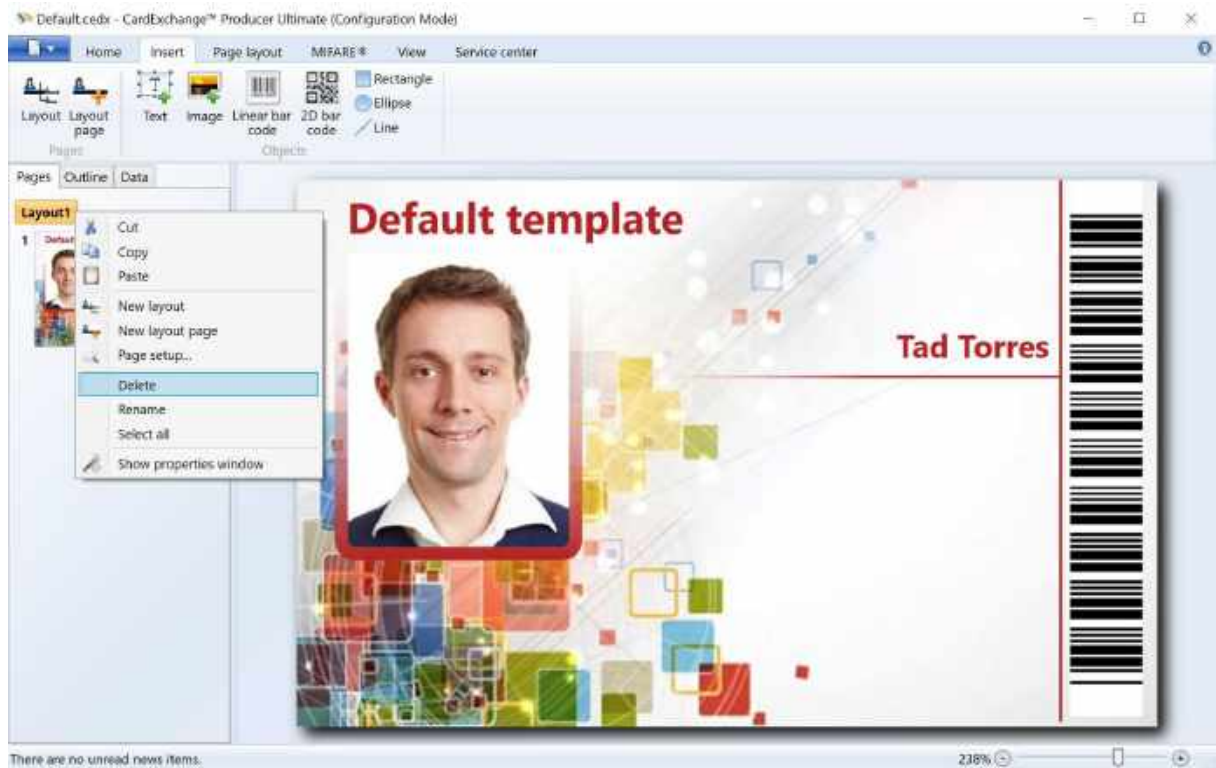 Default.cedx - CardExchange™ Producer Ultimate (Configuration Mode)
Home Insert Page layout MIFARE® View Service center
Layout Layout page Text Image Linear bar code 2D bar code Rectangle
Ellipse
Line
Pages Objects
Pages Outline Data
Layout1
1
Cut
Copy
Paste
New layout
New layout page
Page setup...
Delete
Rename
Select all
Show properties window
Default template
Tad Torres
There are no unread news items.
238%